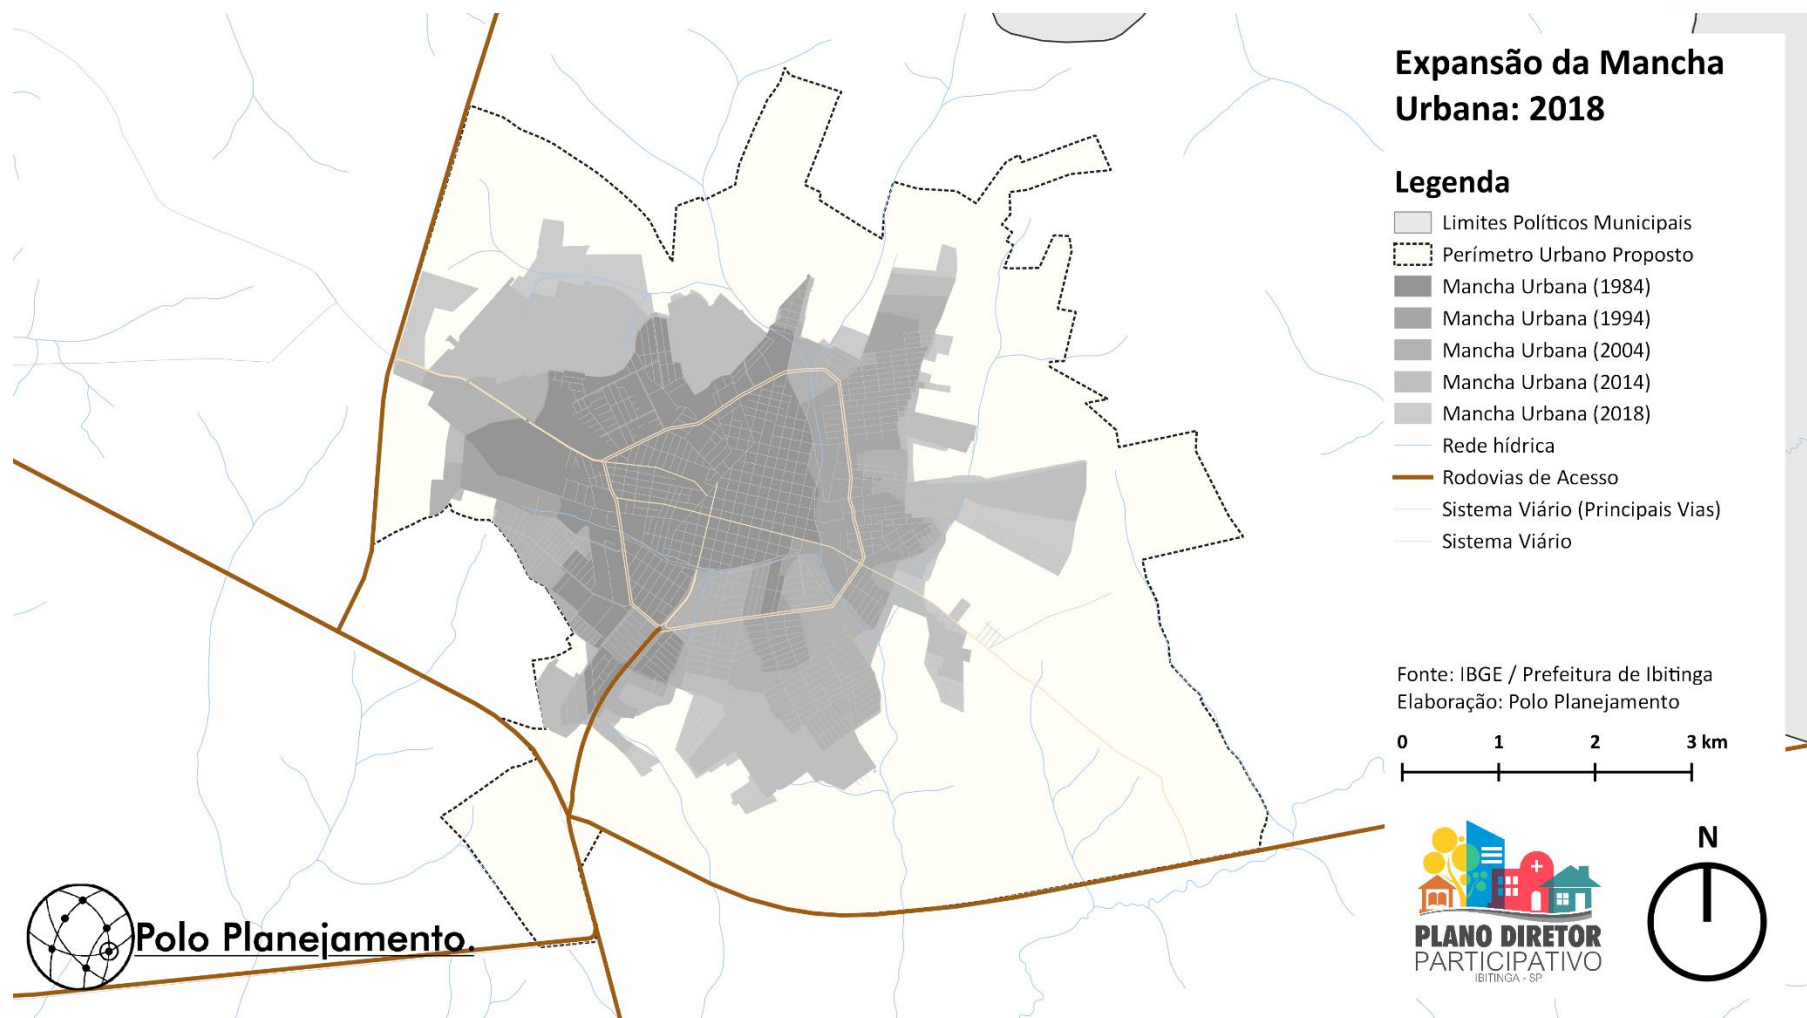 Expansão da Mancha
Urbana: 2018
Legenda
Limites Políticos Municipais
Perímetro Urbano Proposto
Mancha Urbana (1984)
Mancha Urbana (1994)
Mancha Urbana (2004)
Mancha Urbana (2014)
Mancha Urbana (2018)
Rede hídrica
Rodovias de Acesso
Sistema Viário (Principais Vias)
Sistema Viário
Fonte: IBGE / Prefeitura de Ibitinga
Elaboração: Polo Planejamento
0 1 2 3 km
N
PLANO DIRETOR
PARTICIPATIVO
IBITINGA - SP
Polo Planejamento.